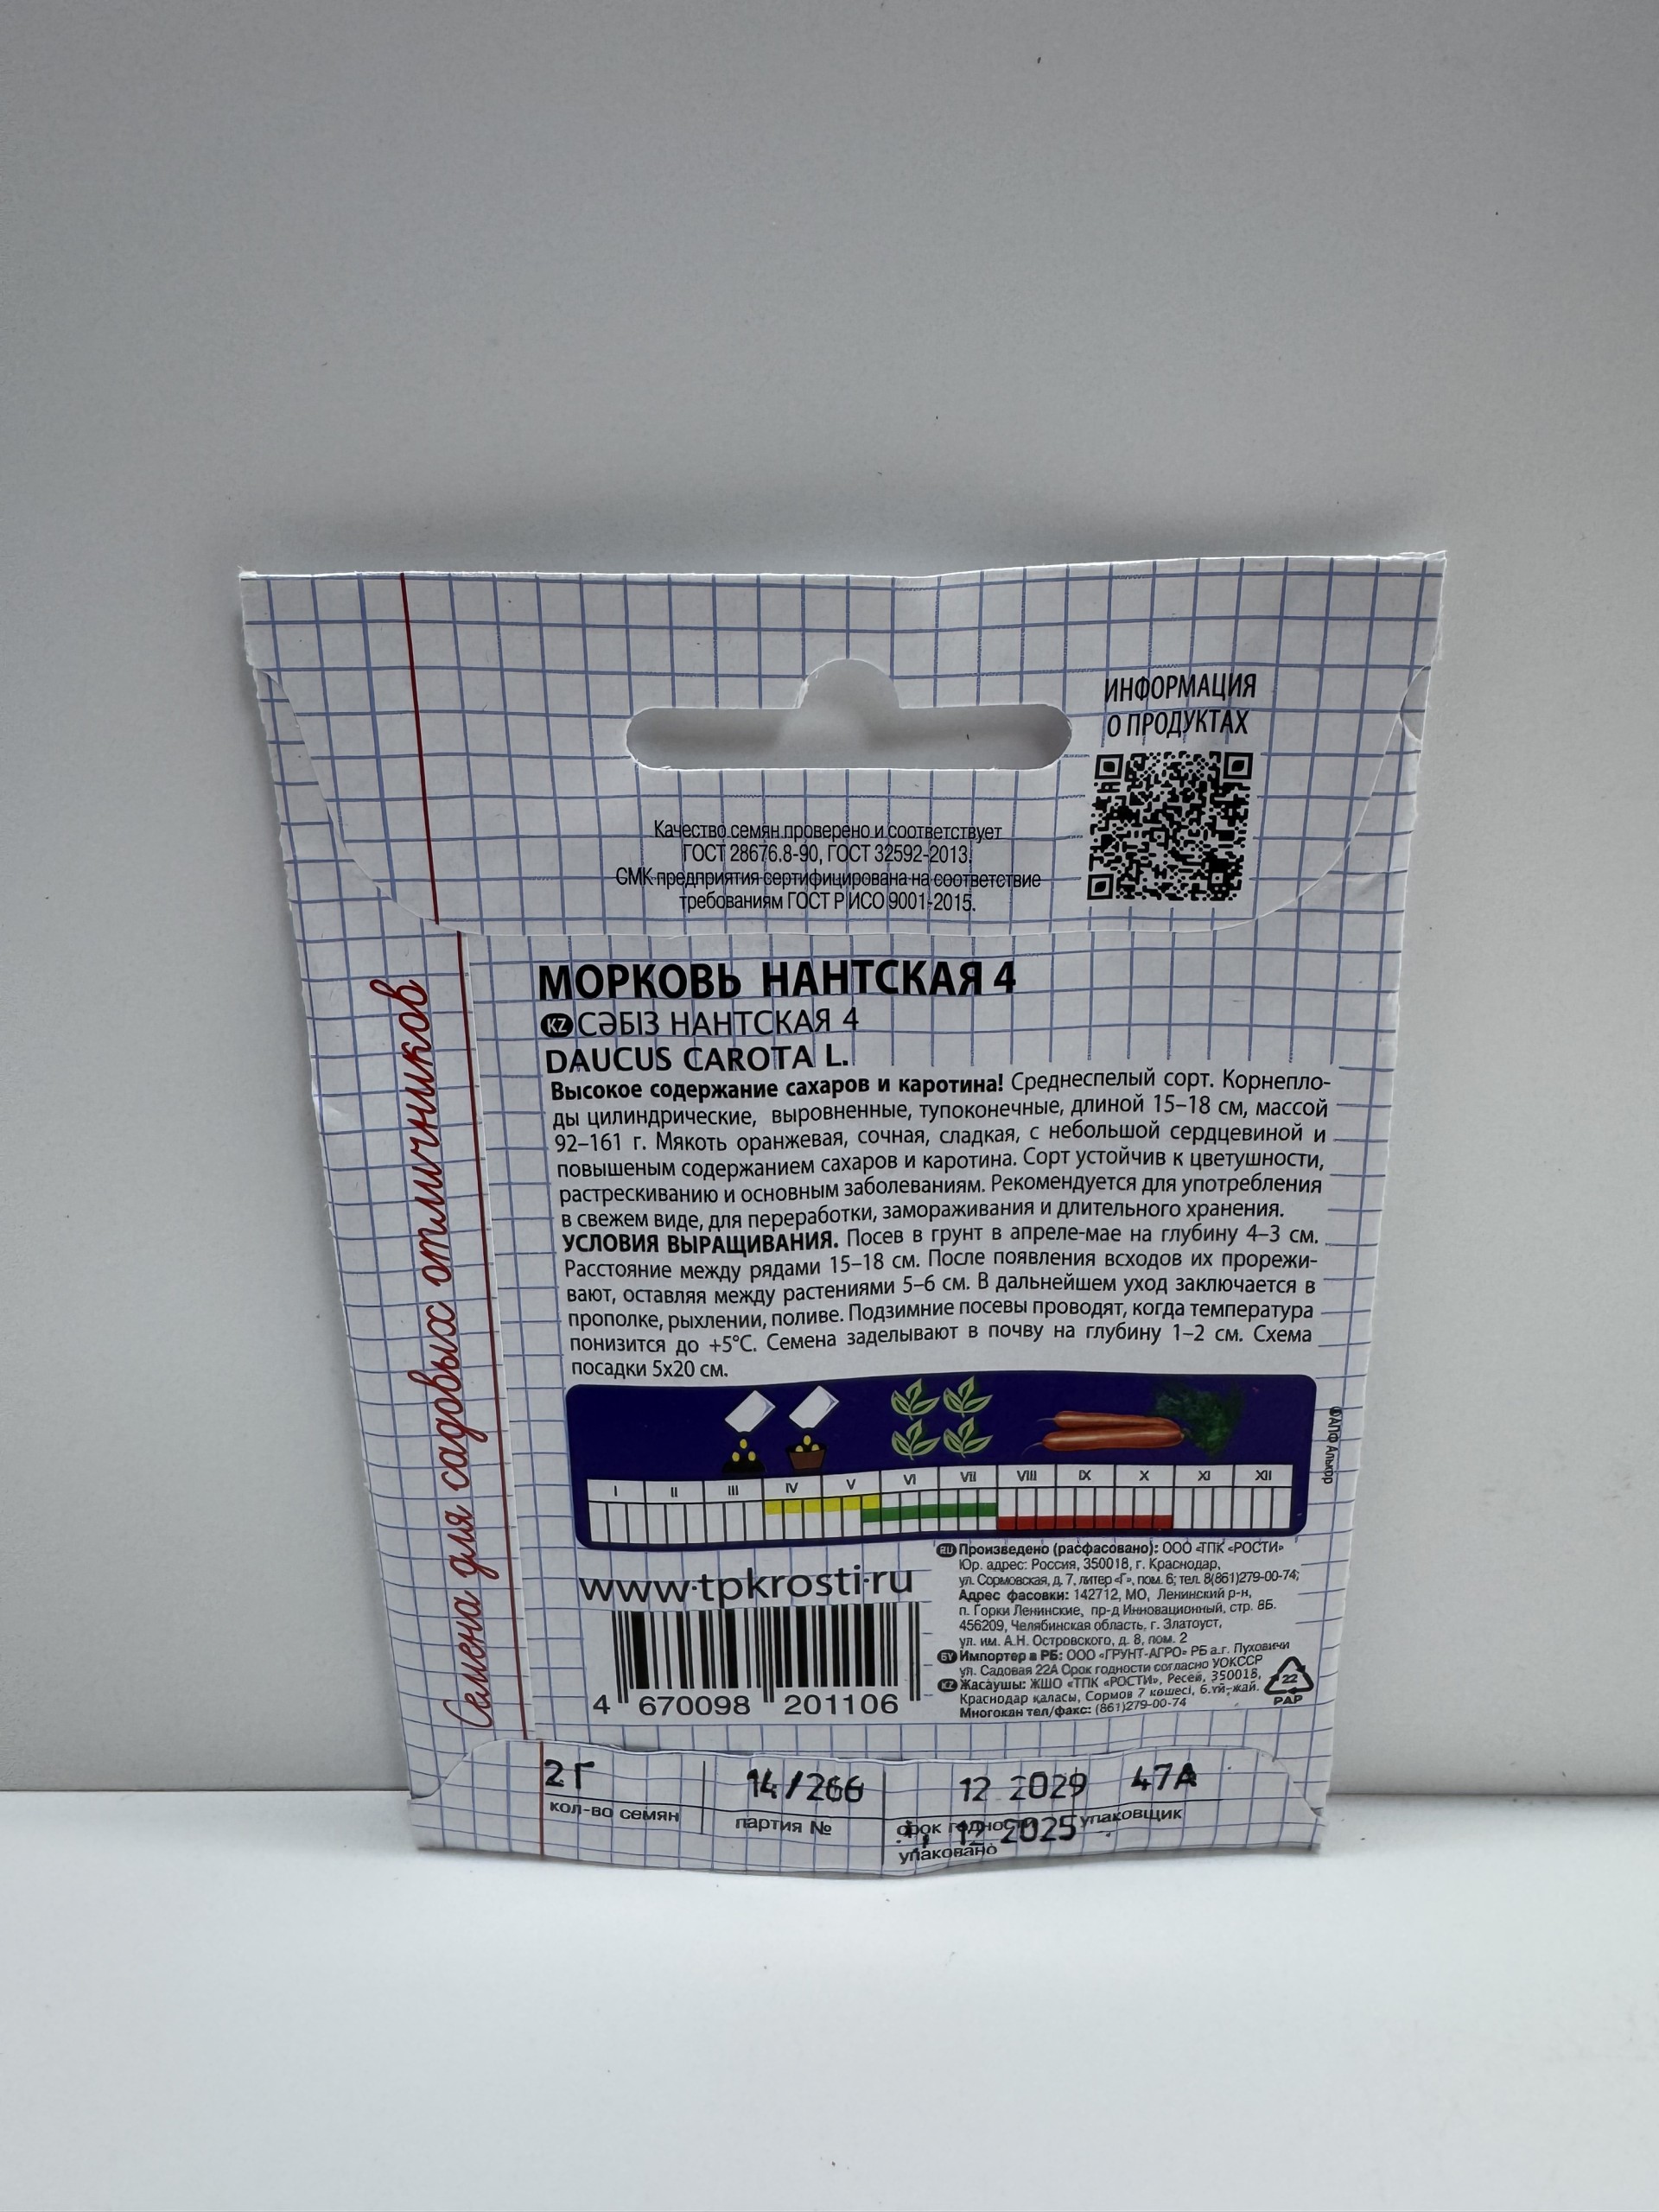 ИНФОРМАЦИЯ
О ПРОДУКТАХ
Качество семян проверено и соответствует
ГОСТ 28676.8-90, ГОСТ 32592-2013.
СМК предприятия сертифицирована на соответствие
требованиям ГОСТ Р ИСО 9001-2015.
Семена для садовых отличников
МОРКОВЬ НАНТСКАЯ 4
KZ СӘБІЗ НАНТСКАЯ 4
DAUCUS CAROTA L.
Высокое содержание сахаров и каротина! Среднеспелый сорт. Корнепло-
ды цилиндрические, выровненные, тупоконечные, длиной 15–18 см, массой
92–161 г. Мякоть оранжевая, сочная, сладкая, с небольшой сердцевиной и
повышеным содержанием сахаров и каротина. Сорт устойчив к цветушности,
растрескиванию и основным заболеваниям. Рекомендуется для употребления
в свежем виде, для переработки, замораживания и длительного хранения.
УСЛОВИЯ ВЫРАЩИВАНИЯ. Посев в грунт в апреле-мае на глубину 4–3 см.
Расстояние между рядами 15–18 см. После появления всходов их прорежи-
вают, оставляя между растениями 5–6 см. В дальнейшем уход заключается в
прополке, рыхлении, поливе. Подзимние посевы проводят, когда температура
понизится до +5°С. Семена заделывают в почву на глубину 1–2 см. Схема
посадки 5х20 см.
I II III IV V VI VII VIII IX X XI XII
©АПФ Алькор
www.tpkrosti.ru
4 670098 201106
RU Произведено (расфасовано): ООО «ТПК «РОСТИ»
Юр. адрес: Россия, 350018, г. Краснодар,
ул. Сормовская, д. 7, литер «Г», пом. 6; тел. 8(861)279-00-74;
Адрес фасовки: 142712, МО, Ленинский р-н,
п. Горки Ленинские, пр-д Инновационный, стр. 8Б.
456209, Челябинская область, г. Златоуст,
ул. им. А.Н. Островского, д. 8, пом. 2
БY Импортер в РБ: ООО «ГРУНТ-АГРО» РБ а.г. Пуховичи
ул. Садовая 22А Срок годности согласно УОКССР
KZ Жасаушы: ЖШО «ТПК «РОСТИ», Ресей, 350018,
Краснодар қаласы, Сормов 7 көшесі, 6.үй-жай.
Многокан тел/факс: (861)279-00-74
22
PAP
2 Г 14/266 12 2029 47А
кол-во семян партия № срок годности упаковщик
12 2025
упаковано